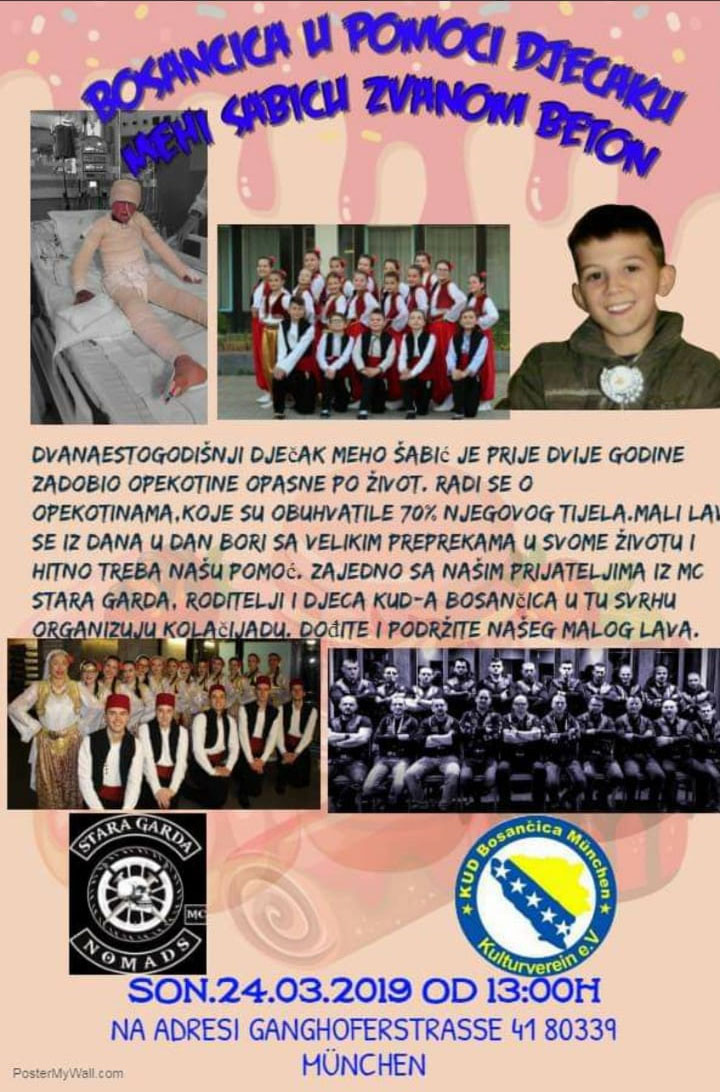 BOSANCICA U POMOCI DJECAKU
MEHI SABICU ZVANOM BETON
DVANAESTOGODIŠNJI DJEČAK MEHO ŠABIĆ JE PRIJE DVIJE GODINE
ZADOBIO OPEKOTINE OPASNE PO ŽIVOT. RADI SE O
OPEKOTINAMA,KOJE SU OBUHVATILE 70% NJEGOVOG TIJELA.MALI LAV
SE IZ DANA U DAN BORI SA VELIKIM PREPREKAMA U SVOME ŽIVOTU I
HITNO TREBA NAŠU POMOĆ. ZAJEDNO SA NAŠIM PRIJATELJIMA IZ MC
STARA GARDA, RODITELJI I DJECA KUD-A BOSANČICA U TU SVRHU
ORGANIZUJU KOLAČIJADU. DOĐITE I PODRŽITE NAŠEG MALOG LAVA.
STARA GARDA
MC
NOMADS
KUD Bosančica München
Kulturverein e.V
SON.24.03.2019 OD 13:00H
NA ADRESI GANGHOFERSTRASSE 41 80339
MÜNCHEN
PosterMyWall.com